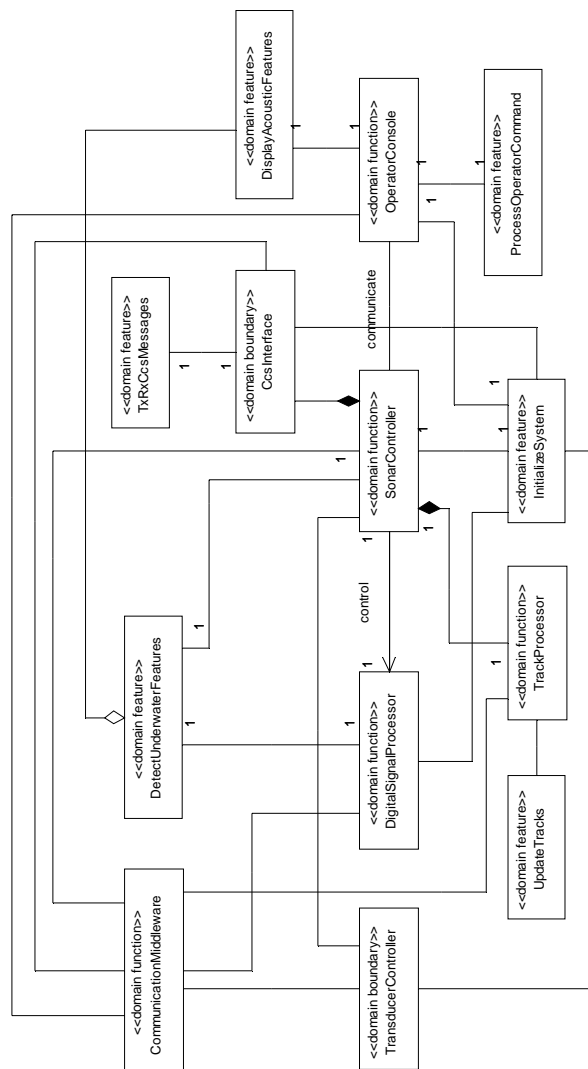 <<domain function>>
CommunicationMiddleware
<<domain feature>>
DetectUnderwaterFeatures
<<domain feature>>
TxRxCcsMessages
1
1
1
1
<<domain boundary>>
CcsInterface
<<domain feature>>
DisplayAcousticFeatures
1
1
1
1
<<domain boundary>>
TransducerController
<<domain function>>
DigitalSignalProcessor
1
control
1
<<domain function>>
SonarController
communicate
<<domain function>>
OperatorConsole
1
1
1
1
1
1
1
1
<<domain feature>>
UpdateTracks
<<domain function>>
TrackProcessor
<<domain feature>>
InitializeSystem
<<domain feature>>
ProcessOperatorCommand